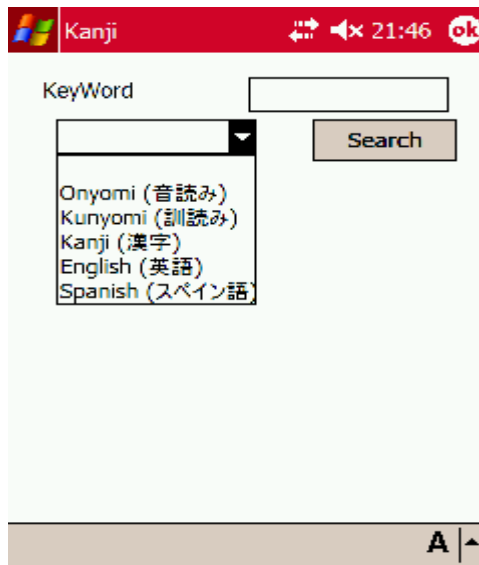 Kanji 21:46 ok
KeyWord
Search
Onyomi (音読み)
Kunyomi (訓読み)
Kanji (漢字)
English (英語)
Spanish (スペイン語)
A